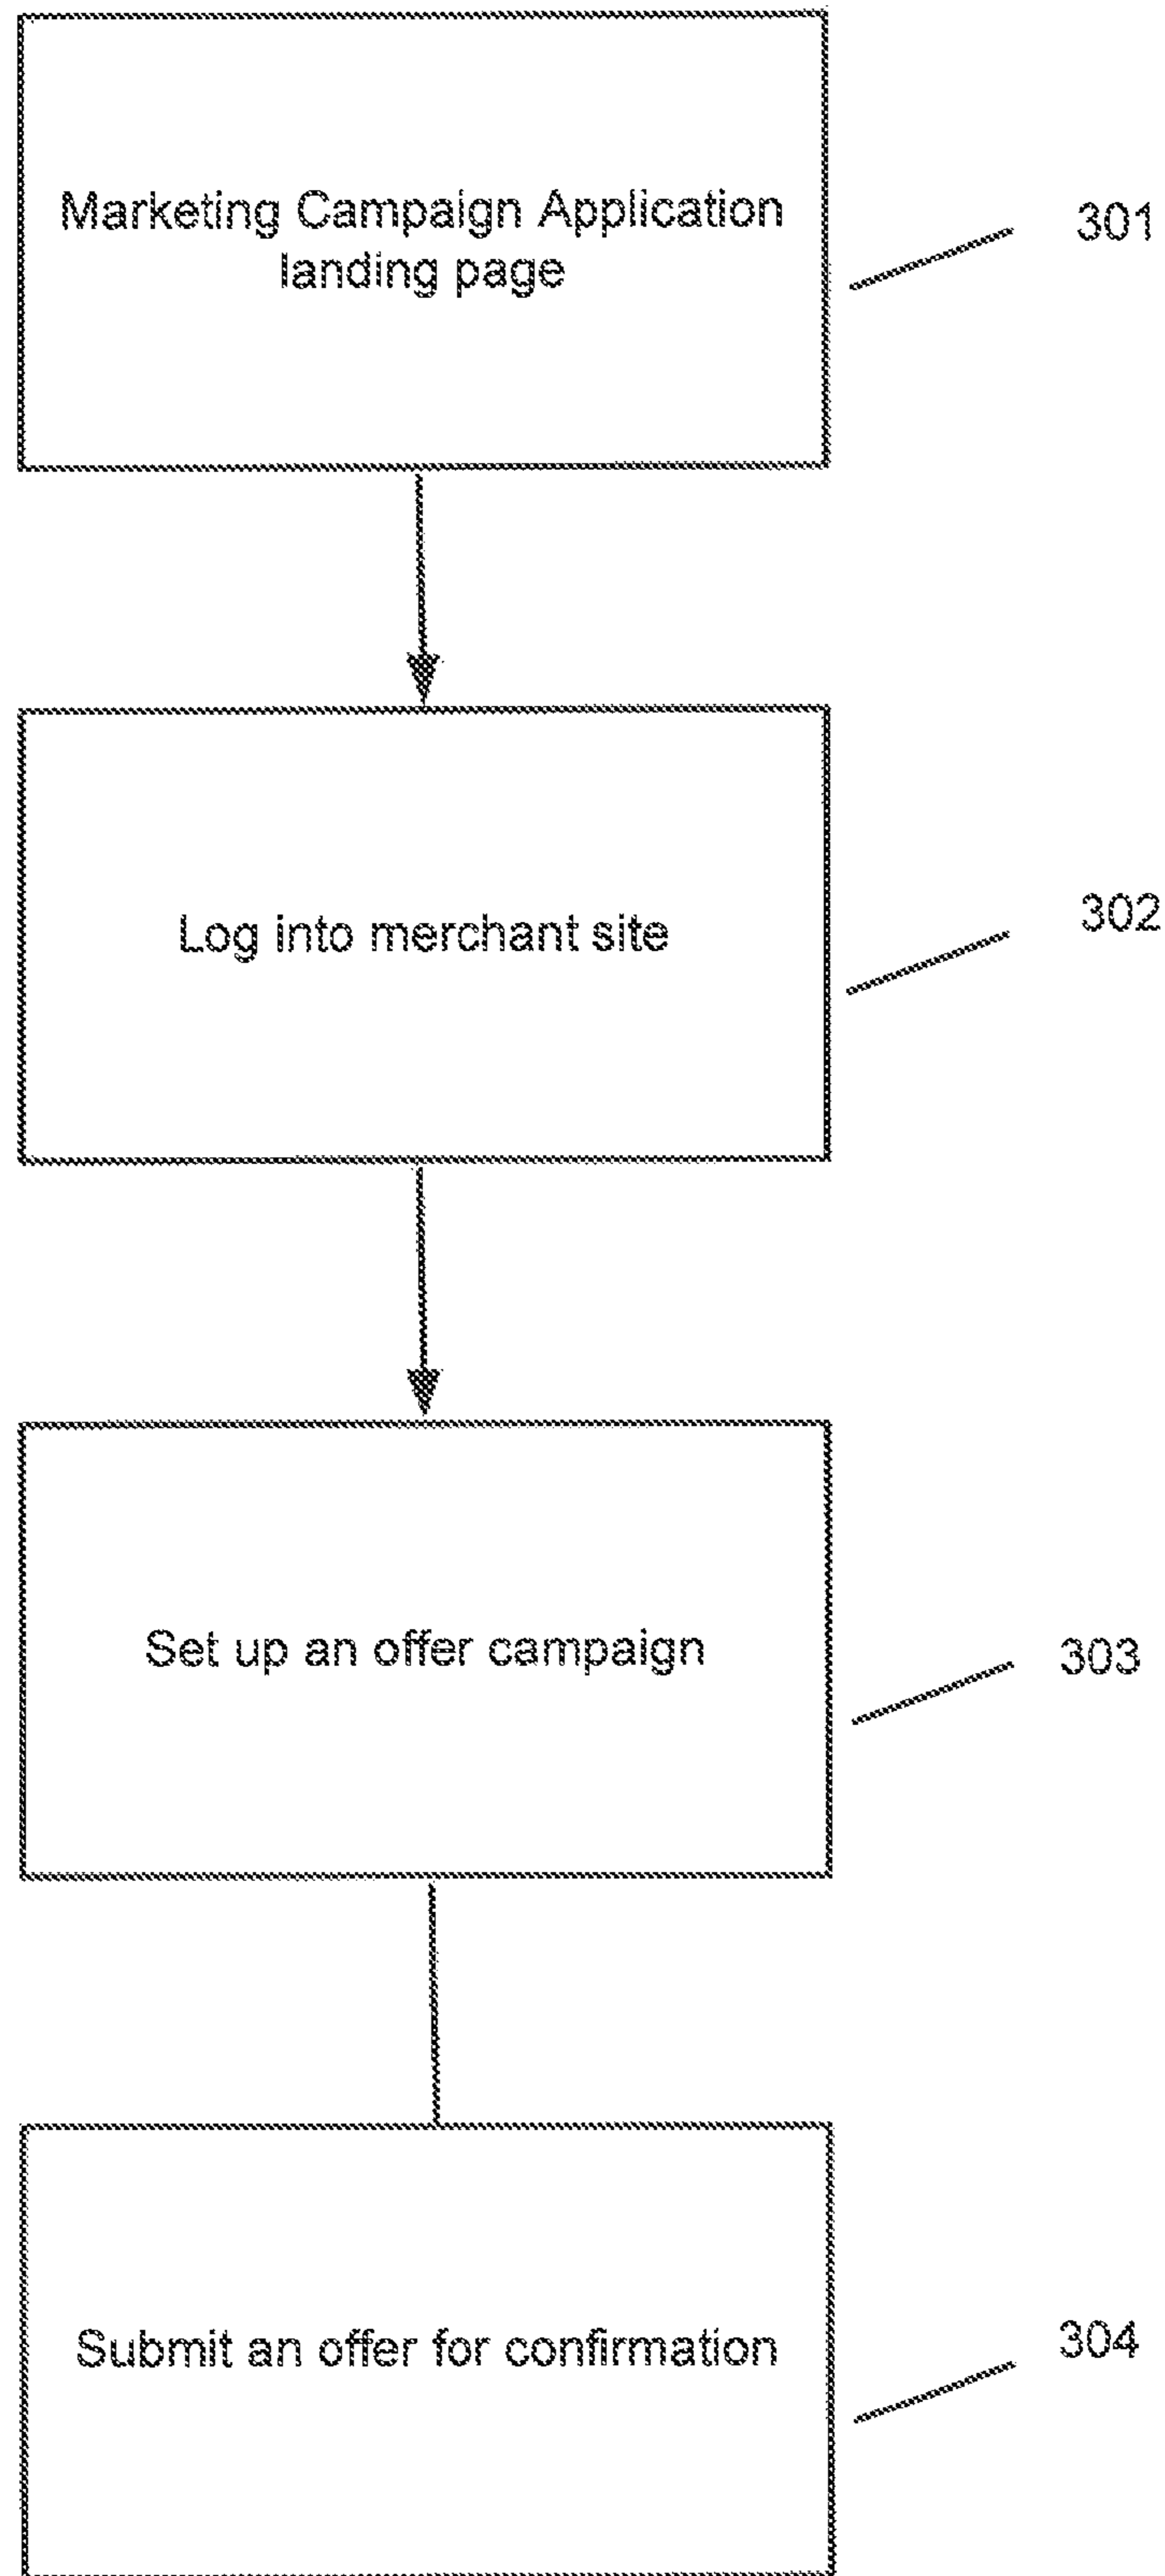 Marketing Campaign Application
landing page
301
Log into merchant site
302
Set up an offer campaign
303
Submit an offer for confirmation
304